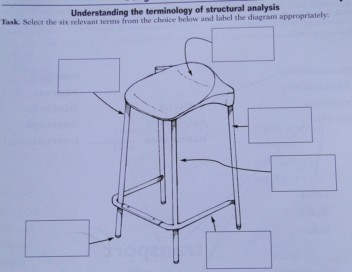 Understanding the terminology of structural analysis
Task. Select the six relevant terms from the choice below and label the diagram appropriately: